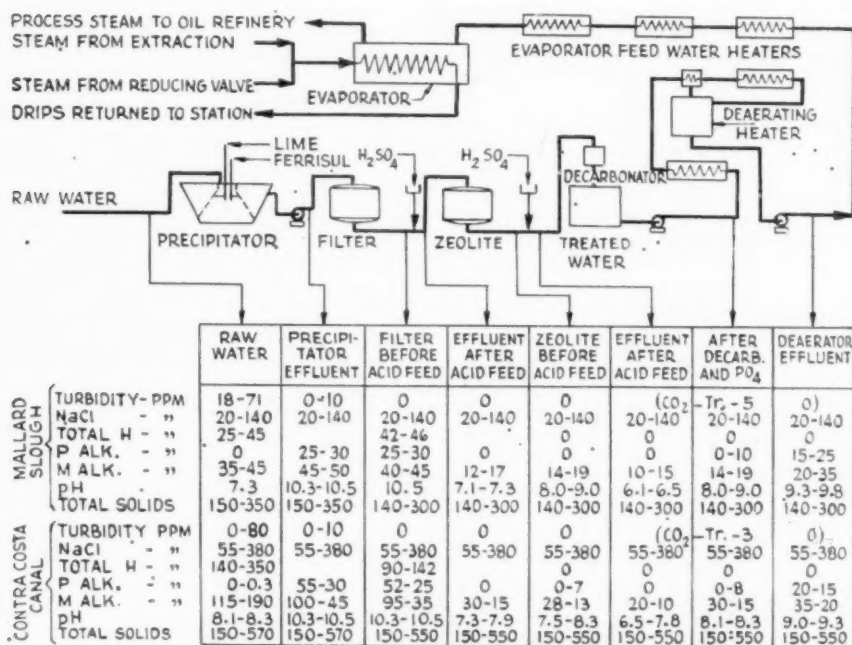 PROCESS STEAM TO OIL REFINERY
STEAM FROM EXTRACTION
STEAM FROM REDUCING VALVE
DRIPS RETURNED TO STATION
EVAPORATOR
EVAPORATOR FEED WATER HEATERS
DEAERATING
HEATER
LIME
FERRISUL
H2SO4
H2SO4
DECARBONATOR
RAW WATER
PRECIPITATOR
FILTER
ZEOLITE
TREATED
WATER
RAW WATER | PRECIPI-TATOR EFFLUENT | FILTER BEFORE ACID FEED | EFFLUENT AFTER ACID FEED | ZEOLITE BEFORE ACID FEED | EFFLUENT AFTER ACID FEED | AFTER DECARB. AND PO4 | DEAERATOR EFFLUENT
MALLARD SLOUGH
TURBIDITY-PPM 18-71 0-10 0 0 0 (CO2-Tr.-5 0)
NaCl - " 20-140 20-140 20-140 20-140 20-140 20-140 20-140 20-140
TOTAL H - " 25-45 42-46 0 0 0 0
P ALK. - " 0 25-30 25-30 0 0 0 0-10 15-25
M ALK. - " 35-45 45-50 40-45 12-17 14-19 10-15 14-19 20-35
pH 7.3 10.3-10.5 10.5 7.1-7.3 8.0-9.0 6.1-6.5 8.0-9.0 9.3-9.8
TOTAL SOLIDS 150-350 150-350 140-300 140-300 140-300 140-300 140-300 140-300
CONTRA COSTA CANAL
TURBIDITY PPM 0-80 0-10 0 0 0 (CO2-Tr.-3 0)
NaCl - " 55-380 55-380 55-380 55-380 55-380 55-380 55-380 55-380
TOTAL H - " 140-350 90-142 0 0 0 0
P ALK. - " 0-0.3 55-30 52-25 0 0-7 0 0-8 20-15
M ALK. - " 115-190 100-45 95-35 30-15 28-13 20-10 30-15 35-20
pH 8.1-8.3 10.3-10.5 10.3-10.5 7.3-7.9 7.5-8.3 6.5-7.8 8.1-8.3 9.0-9.3
TOTAL SOLIDS 150-570 150-570 150-550 150-550 150-550 150-550 150-550 150-550